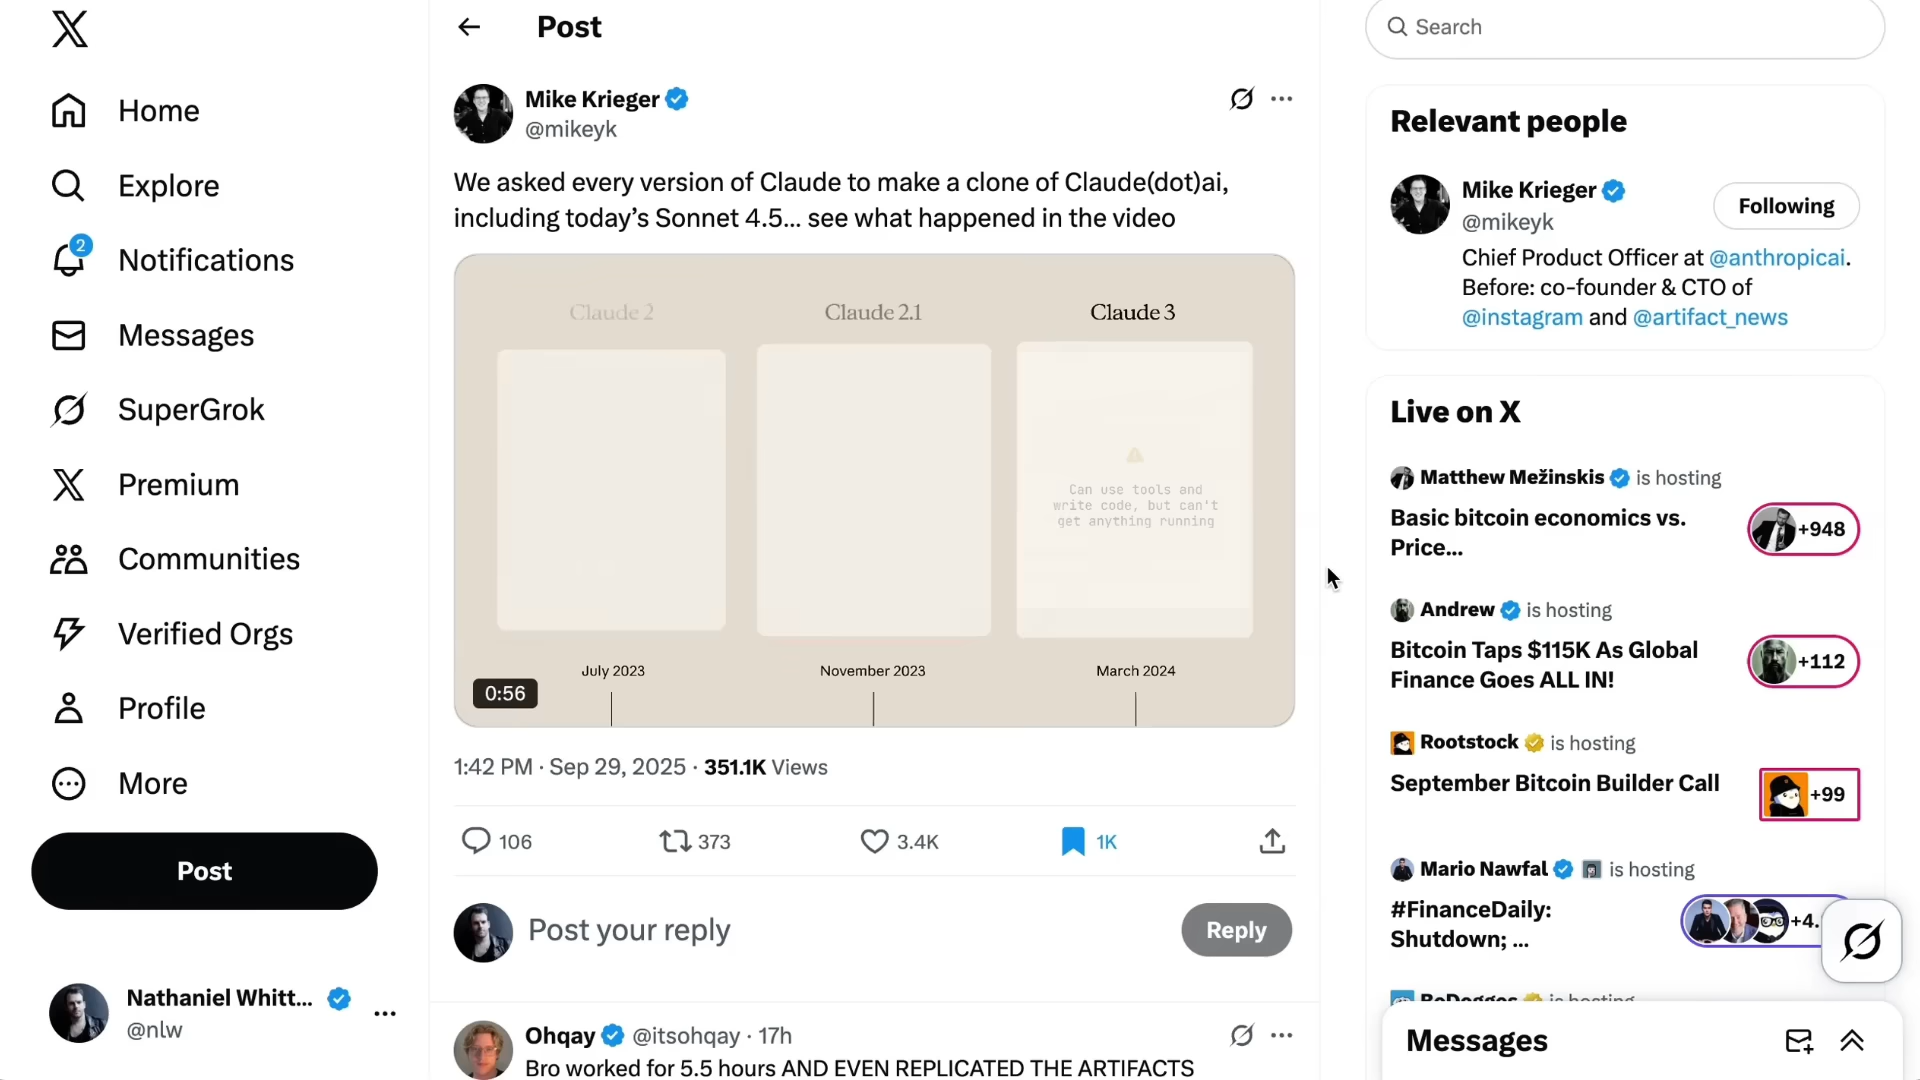 Home
Explore
2
Notifications
Messages
SuperGrok
Premium
Communities
Verified Orgs
Profile
More
Post
Nathaniel Whitt...
@nlw
Post
Mike Krieger
@mikeyk
We asked every version of Claude to make a clone of Claude(dot)ai,
including today's Sonnet 4.5... see what happened in the video
Claude 2
Claude 2.1
Claude 3
Can use tools and
write code, but can't
get anything running
July 2023
November 2023
March 2024
0:56
1:42 PM · Sep 29, 2025 · 351.1K Views
106
373
3.4K
1K
Post your reply
Reply
Ohqay @itsohqay · 17h
Bro worked for 5.5 hours AND EVEN REPLICATED THE ARTIFACTS
Search
Relevant people
Mike Krieger
@mikeyk
Following
Chief Product Officer at @anthropicai.
Before: co-founder & CTO of
@instagram and @artifact_news
Live on X
Matthew Mežinskis is hosting
Basic bitcoin economics vs.
Price...
+948
Andrew is hosting
Bitcoin Taps $115K As Global
Finance Goes ALL IN!
+112
Rootstock is hosting
September Bitcoin Builder Call
+99
Mario Nawfal is hosting
#FinanceDaily:
Shutdown; ...
+4.
is hosting
Messages